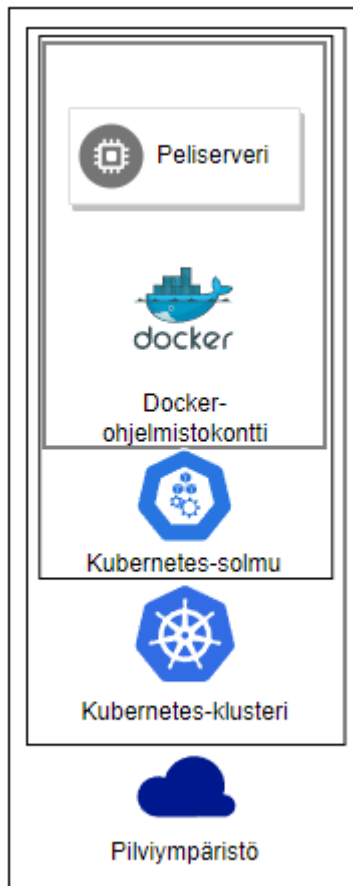 Peliserveri
docker
Docker-
ohjelmistokontti
Kubernetes-solmu
Kubernetes-klusteri
Pilviympäristö